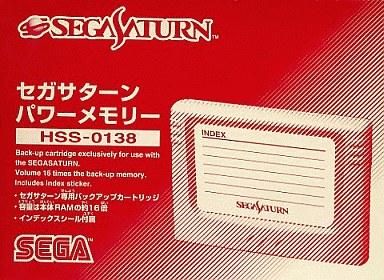 SEGASATURN™
セガサターン
パワーメモリー
HSS-0138
Back-up cartridge exclusively for use with
the SEGASATURN.
Volume 16 times the back-up memory.
Includes index sticker.
・セガサターン専用バックアップカートリッジ
・容量は本体RAMの約16倍
・インデックスシール付属
SEGA
INDEX
SEGASATURN